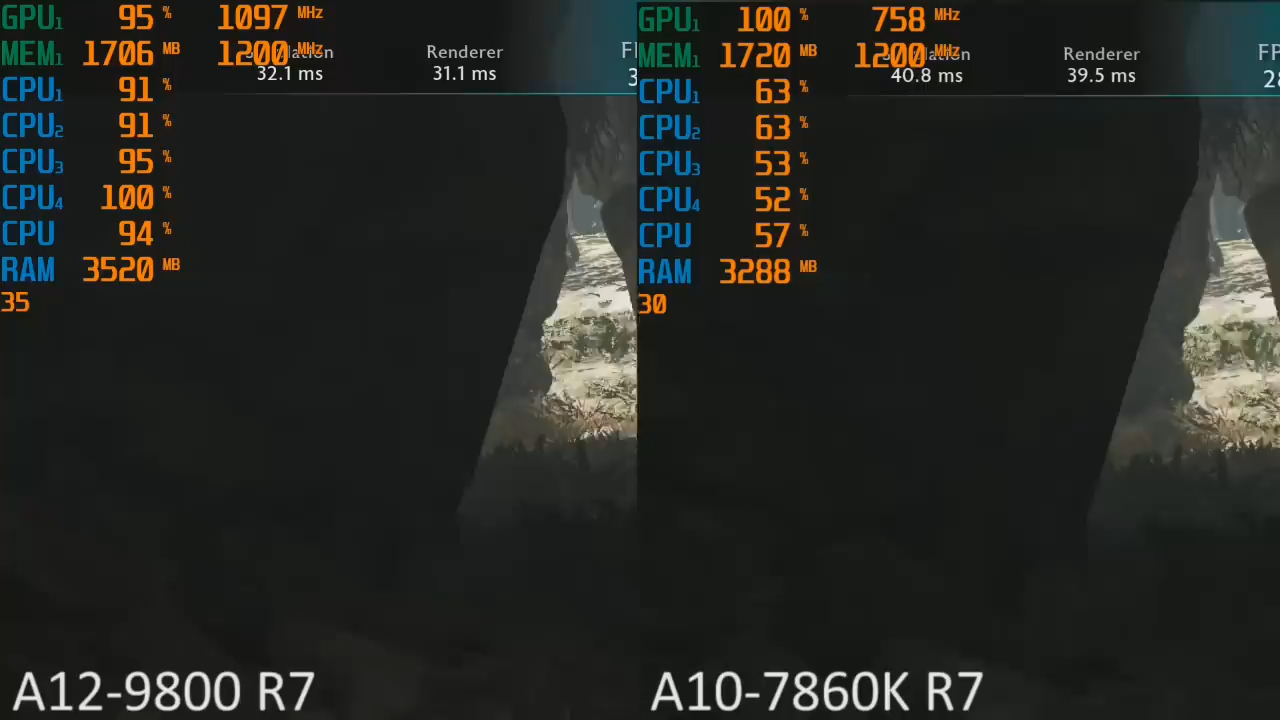 GPU1 95 % 1097 MHz
MEM1 1706 MB 1200 MHz
Renderer
32.1 ms 31.1 ms
CPU1 91 %
CPU2 91 %
CPU3 95 %
CPU4 100 %
CPU 94 %
RAM 3520 MB
35
A12-9800 R7
GPU1 100 % 758 MHz
MEM1 1720 MB 1200 MHz
Renderer
40.8 ms 39.5 ms
CPU1 63 %
CPU2 63 %
CPU3 53 %
CPU4 52 %
CPU 57 %
RAM 3288 MB
30
A10-7860K R7